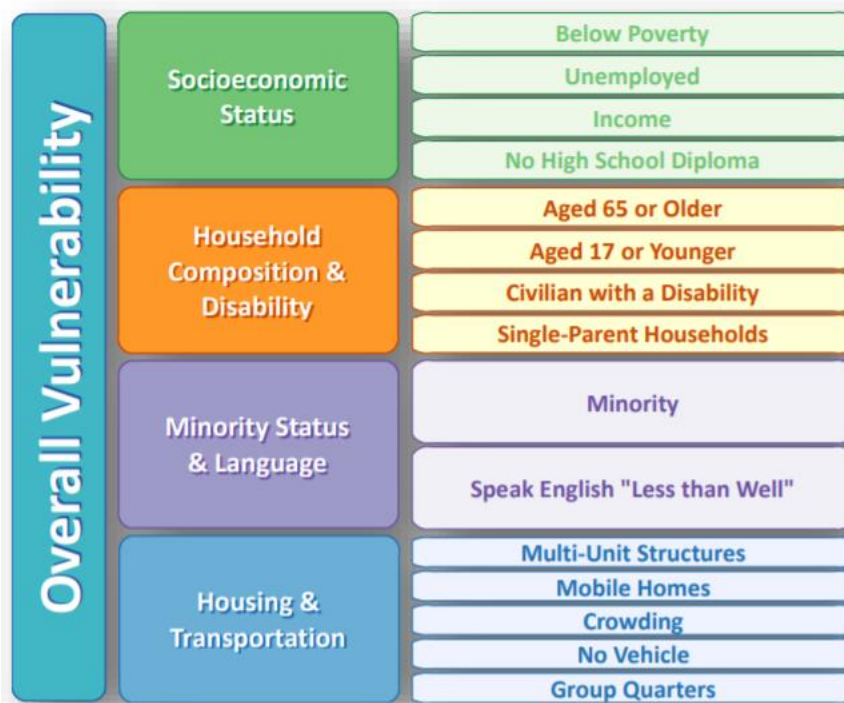 Overall Vulnerability
Socioeconomic
Status
Below Poverty
Unemployed
Income
No High School Diploma
Household
Composition &
Disability
Aged 65 or Older
Aged 17 or Younger
Civilian with a Disability
Single-Parent Households
Minority Status
& Language
Minority
Speak English "Less than Well"
Housing &
Transportation
Multi-Unit Structures
Mobile Homes
Crowding
No Vehicle
Group Quarters